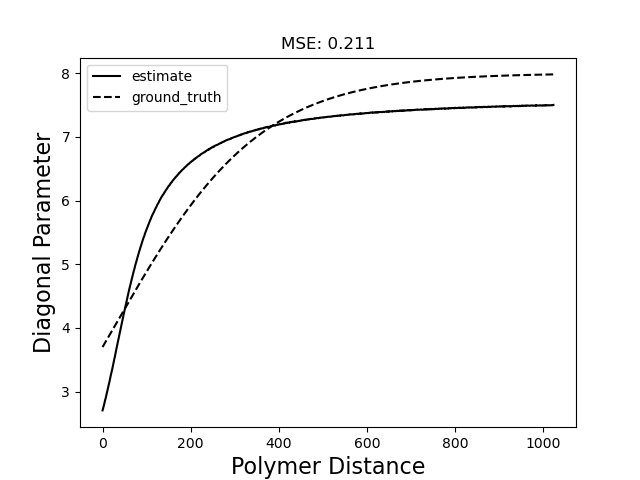 MSE: 0.211
estimate
ground_truth
8
7
6
5
4
3
Diagonal Parameter
0 200 400 600 800 1000
Polymer Distance